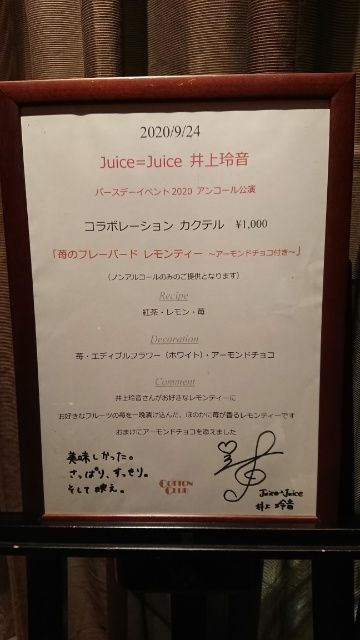 2020/9/24
Juice=Juice 井上玲音
バースデーイベント2020 アンコール公演
コラボレーション カクテル ¥1,000
「苺のフレーバード レモンティー ～アーモンドチョコ付き～」
（ノンアルコールのみのご提供となります）
Recipe
紅茶・レモン・苺
Decoration
苺・エディブルフラワー（ホワイト）・アーモンドチョコ
Comment
井上玲音さんがお好きなレモンティーに
お好きなフルーツの苺を一晩漬け込んだ、ほのかに苺が香るレモンティーです
おまけにアーモンドチョコを添えました
美味しかった。
さっぱり、すっきり。
そして映え。
COTTON
CLUB
Juice=Juice
井上 玲音